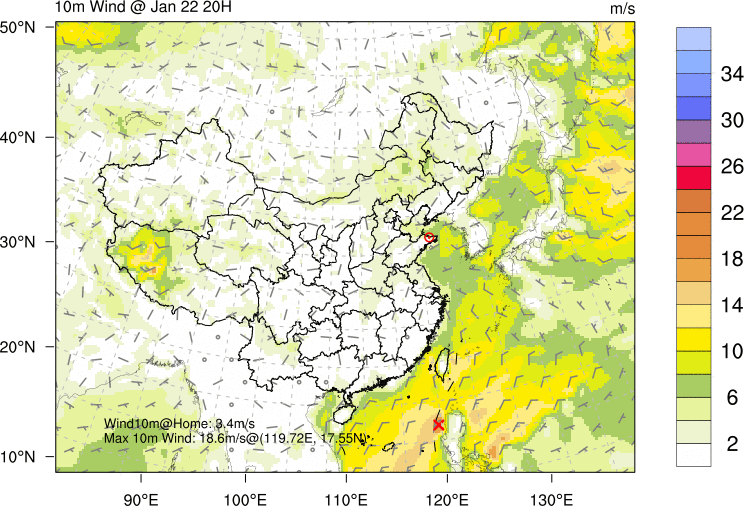 10m Wind @ Jan 22 20H
m/s
50°N
40°N
30°N
20°N
10°N
90°E
100°E
110°E
120°E
130°E
34
30
26
22
18
14
10
6
2
Wind10m@Home: 3.4m/s
Max 10m Wind: 18.6m/s@(119.72E, 17.55N)